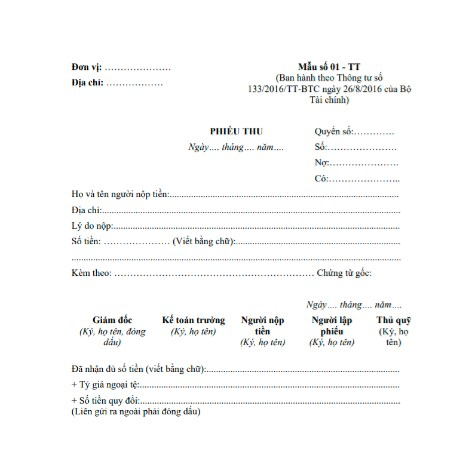 Đơn vị: ………………….
Địa chỉ: ……………….
Mẫu số 01 - TT
(Ban hành theo Thông tư số
133/2016/TT-BTC ngày 26/8/2016 của Bộ
Tài chính)
PHIẾU THU
Ngày.... tháng .... năm....
Quyển số:………….
Số:………………….
Nợ:………………….
Có:…………………..
Họ và tên người nộp tiền:.......................................................
Địa chỉ:.......................................................
Lý do nộp:.......................................................
Số tiền: ………………… (Viết bằng chữ):.......................................................
.......................................................
Kèm theo: ……………………………… Chứng từ gốc:
Ngày.... tháng .... năm....
Giám đốc Kế toán trưởng Người nộp Người lập Thủ quỹ
(Ký, họ tên, đóng (Ký, họ tên) tiền phiếu (Ký, họ
dấu) (Ký, họ tên) (Ký, họ tên) tên)
Đã nhận đủ số tiền (viết bằng chữ):.......................................................
+ Tỷ giá ngoại tệ:.......................................................
+ Số tiền quy đổi:.......................................................
(Liên gửi ra ngoài phải đóng dấu)